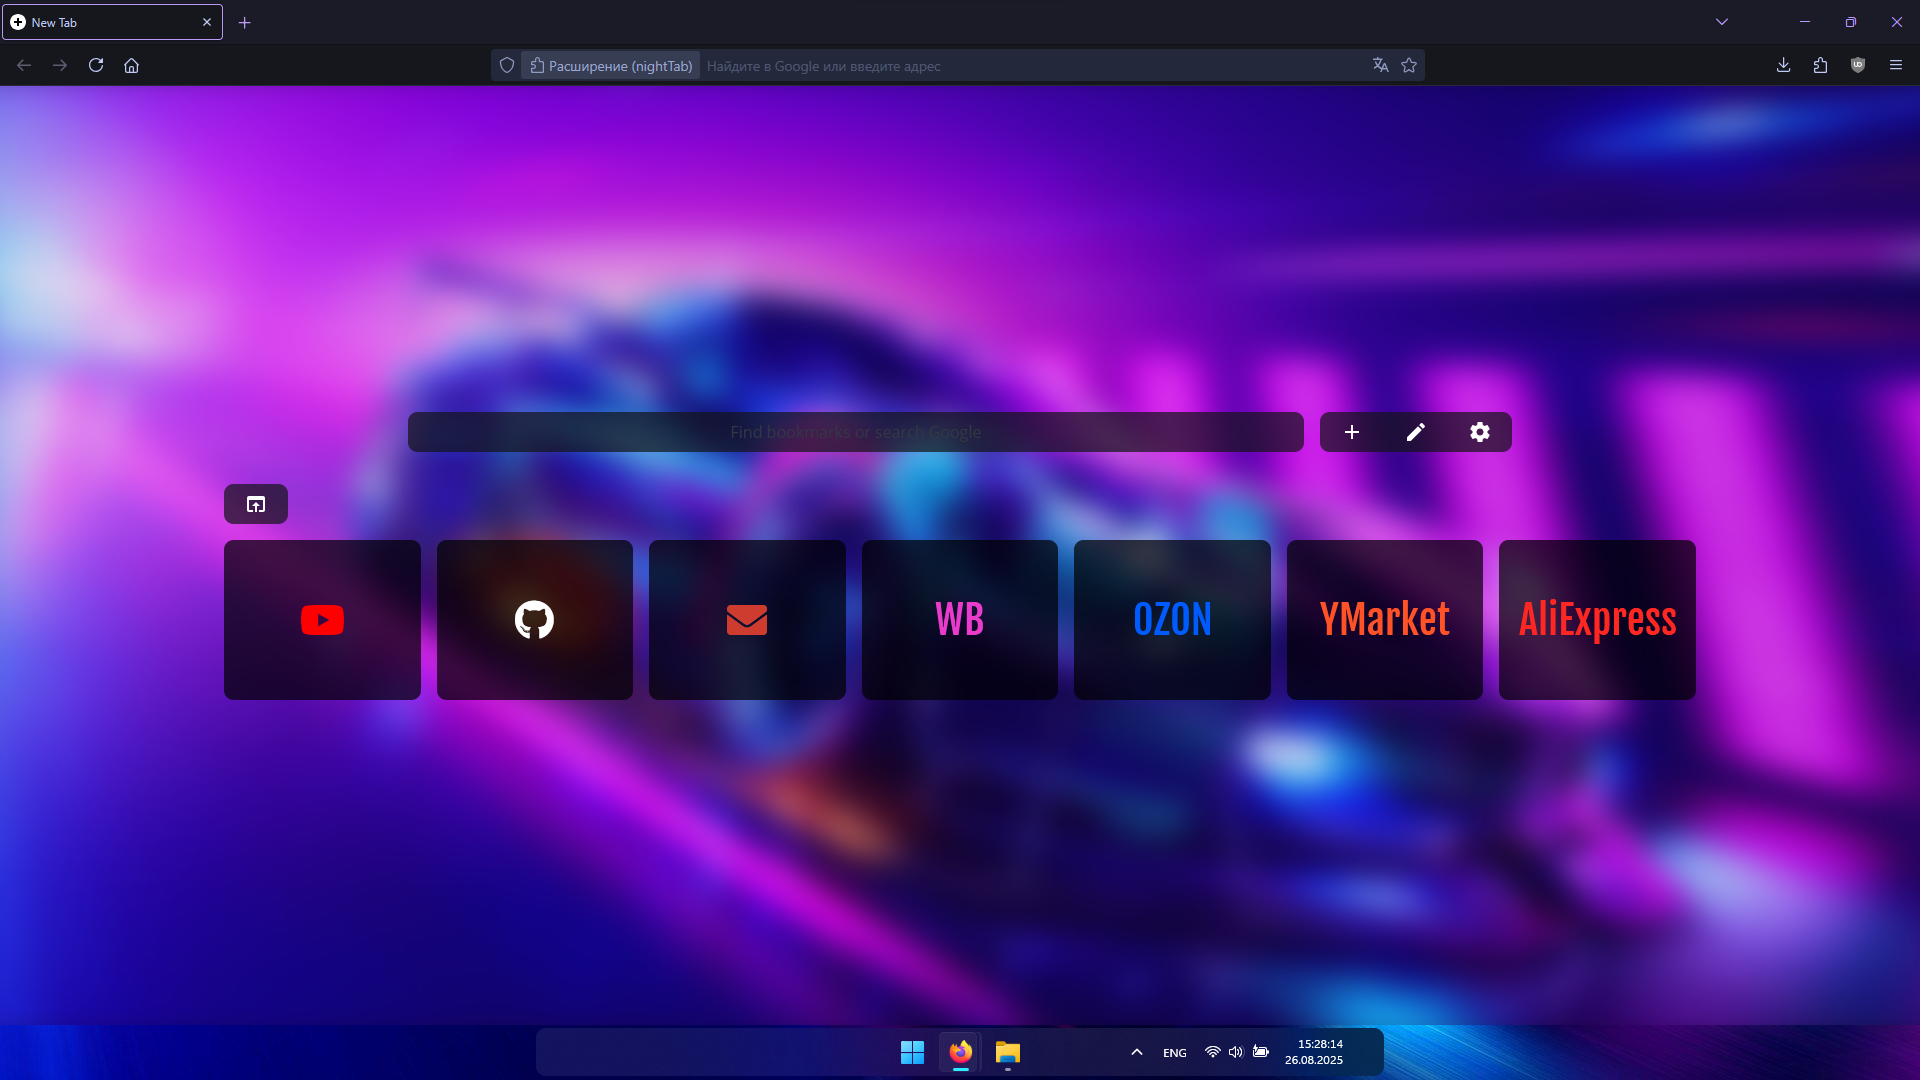 New Tab
Расширение (nightTab) Найдите в Google или введите адрес
Find bookmarks or search Google
WB
OZON
YMarket
AliExpress
ENG
15:28:14
26.08.2025